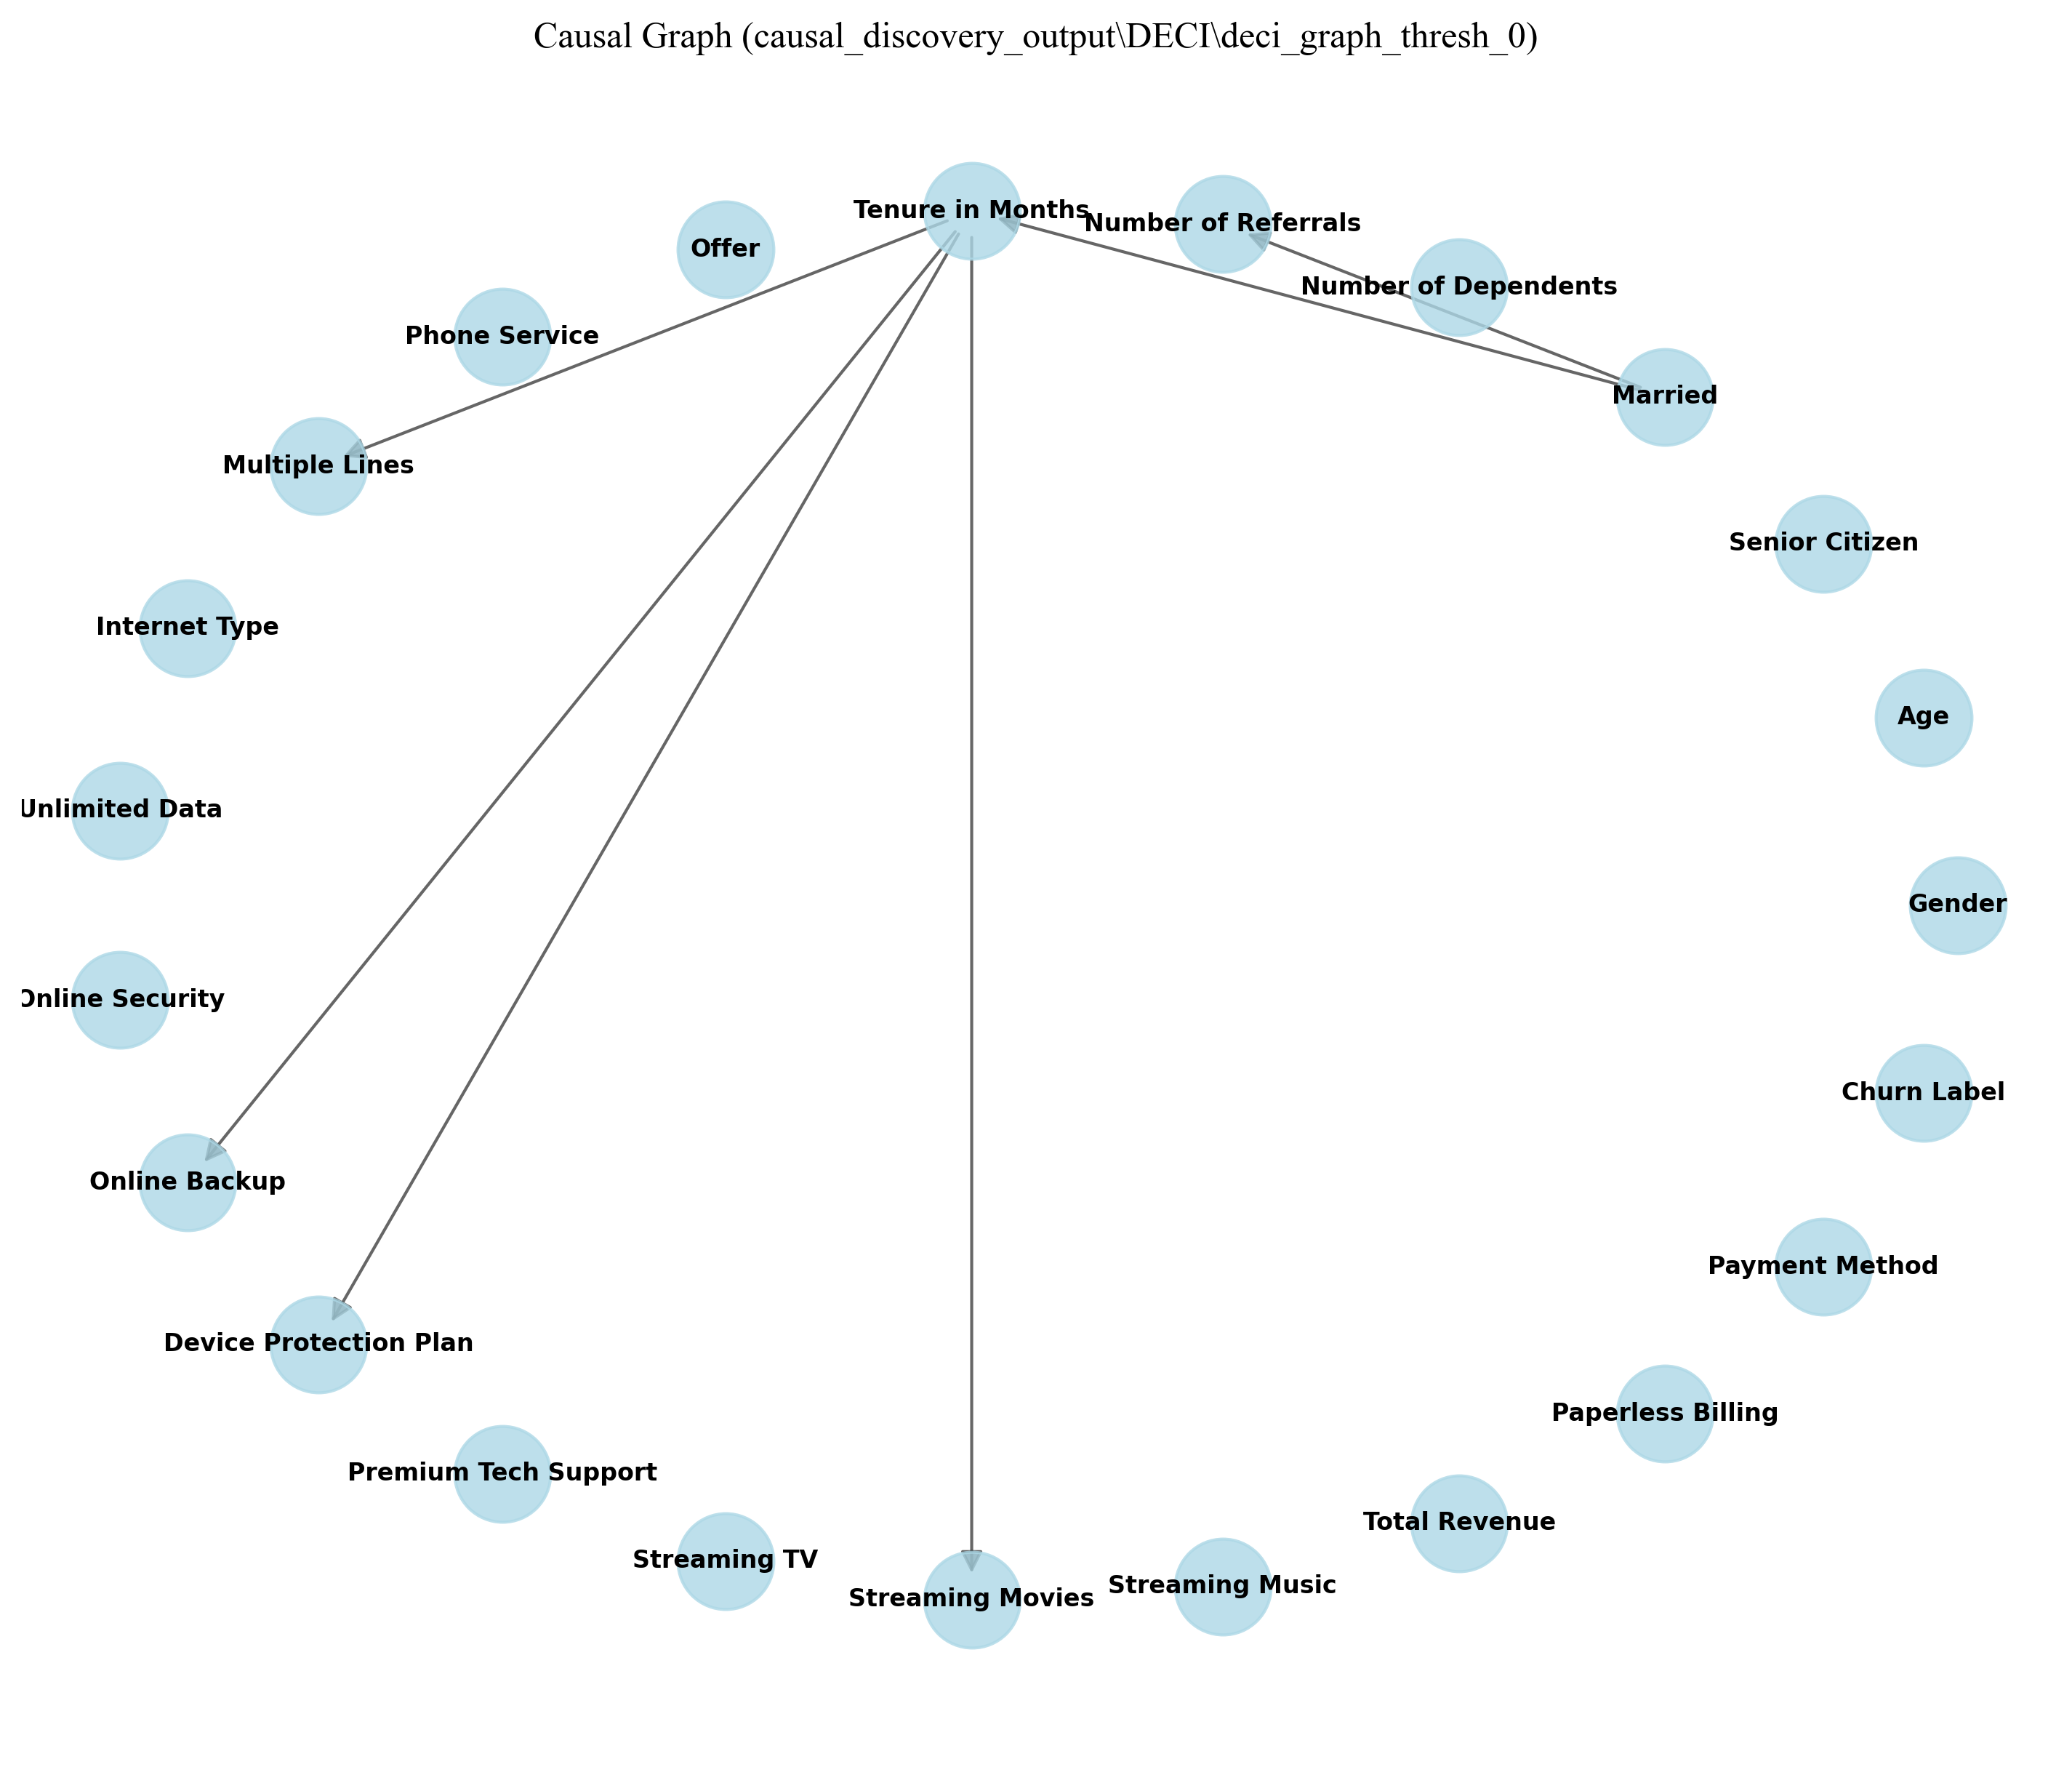 Causal Graph (causal_discovery_output\DECI\deci_graph_thresh_0)
Tenure in Months
Number of Referrals
Offer
Number of Dependents
Phone Service
Married
Multiple Lines
Senior Citizen
Internet Type
Age
Unlimited Data
Gender
Online Security
Churn Label
Online Backup
Payment Method
Device Protection Plan
Paperless Billing
Premium Tech Support
Total Revenue
Streaming TV
Streaming Music
Streaming Movies